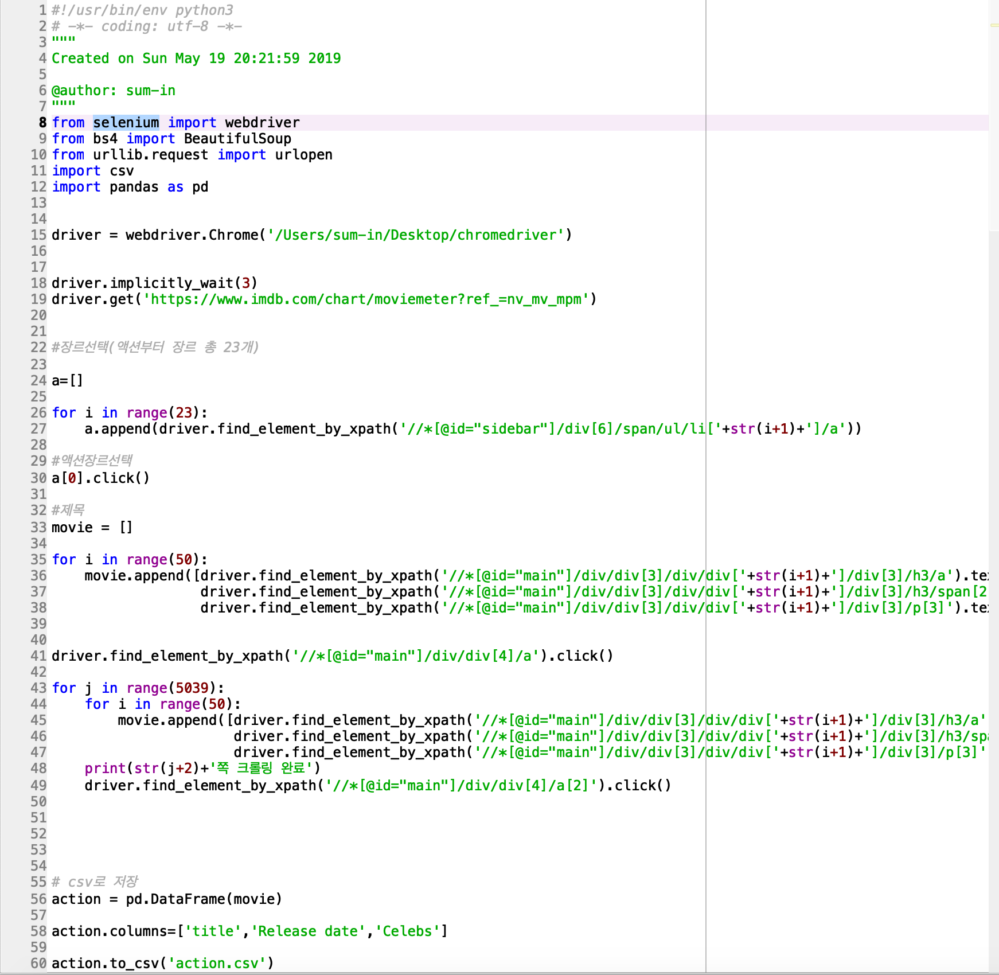 1 #!/usr/bin/env python3
2 # -*- coding: utf-8 -*-
3 """
4 Created on Sun May 19 20:21:59 2019
5
6 @author: sum-in
7 """
8 from selenium import webdriver
9 from bs4 import BeautifulSoup
10 from urllib.request import urlopen
11 import csv
12 import pandas as pd
13
14
15 driver = webdriver.Chrome('/Users/sum-in/Desktop/chromedriver')
16
17
18 driver.implicitly_wait(3)
19 driver.get('https://www.imdb.com/chart/moviemeter?ref_=nv_mv_mpm')
20
21
22 #장르선택(액션부터 장르 총 23개)
23
24 a=[]
25
26 for i in range(23):
27     a.append(driver.find_element_by_xpath('//*[@id="sidebar"]/div[6]/span/ul/li['+str(i+1)+']/a'))
28
29 #액션장르선택
30 a[0].click()
31
32 #제목
33 movie = []
34
35 for i in range(50):
36     movie.append([driver.find_element_by_xpath('//*[@id="main"]/div/div[3]/div/div['+str(i+1)+']/div[3]/h3/a').te
37                   driver.find_element_by_xpath('//*[@id="main"]/div/div[3]/div/div['+str(i+1)+']/div[3]/h3/span[2
38                   driver.find_element_by_xpath('//*[@id="main"]/div/div[3]/div/div['+str(i+1)+']/div[3]/p[3]').te
39
40
41 driver.find_element_by_xpath('//*[@id="main"]/div/div[4]/a').click()
42
43 for j in range(5039):
44     for i in range(50):
45         movie.append([driver.find_element_by_xpath('//*[@id="main"]/div/div[3]/div/div['+str(i+1)+']/div[3]/h3/a'
46                       driver.find_element_by_xpath('//*[@id="main"]/div/div[3]/div/div['+str(i+1)+']/div[3]/h3/sp
47                       driver.find_element_by_xpath('//*[@id="main"]/div/div[3]/div/div['+str(i+1)+']/div[3]/p[3]'
48     print(str(j+2)+'쪽 크롤링 완료')
49     driver.find_element_by_xpath('//*[@id="main"]/div/div[4]/a[2]').click()
50
51
52
53
54
55 # csv로 저장
56 action = pd.DataFrame(movie)
57
58 action.columns=['title','Release date','Celebs']
59
60 action.to_csv('action.csv')